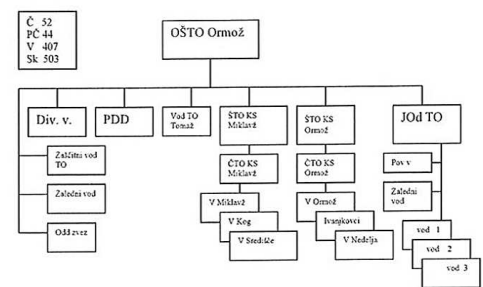 Č 52
PČ 44
V 407
Sk 503
OŠTO Ormož
Div. v.
PDD
Vod TO
Tomaž
ŠTO KS
Miklavž
ŠTO KS
Ormož
JOd TO
Zaščitni vod
TO
Zaledni vod
Odd zvez
ČTO KS
Miklavž
V Miklavž
V Kog
V Središče
ČTO KS
Ormož
V Ormož
Ivanjkovci
V Nedelja
Pov v
Zaledni
vod
vod 1
vod 2
vod 3